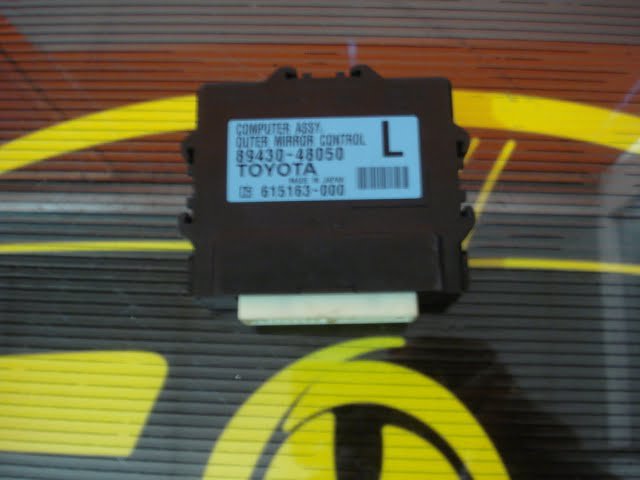 COMPUTER ASSY.
OUTER MIRROR CONTROL
89430-48050
L
TOYOTA
MADE IN JAPAN
615163-000